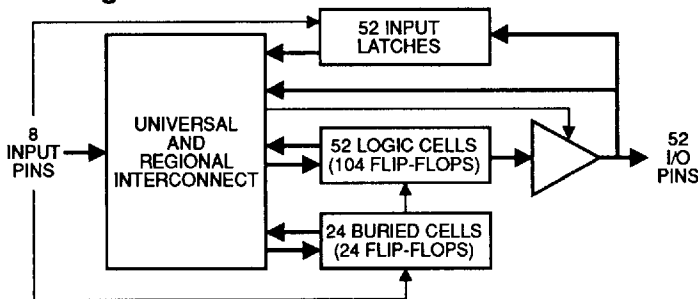 52 INPUT
LATCHES
8
INPUT
PINS
UNIVERSAL
AND
REGIONAL
INTERCONNECT
52 LOGIC CELLS
(104 FLIP-FLOPS)
52
I/O
PINS
24 BURIED CELLS
(24 FLIP-FLOPS)